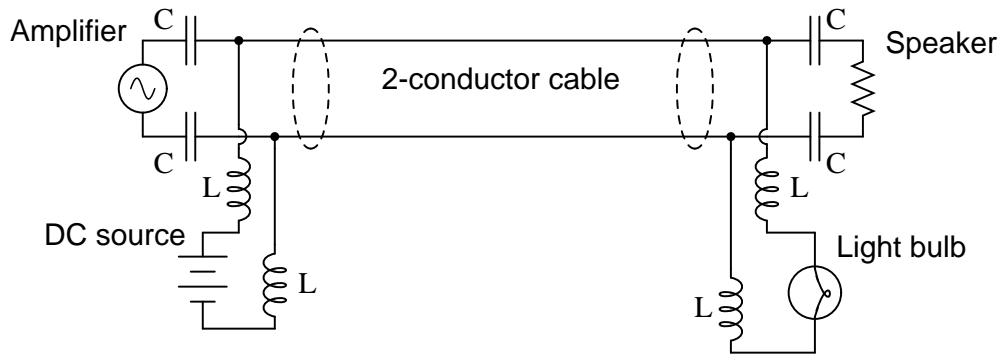 C
C
Amplifier
Speaker
2-conductor cable
C
C
L
L
DC source
Light bulb
L
L